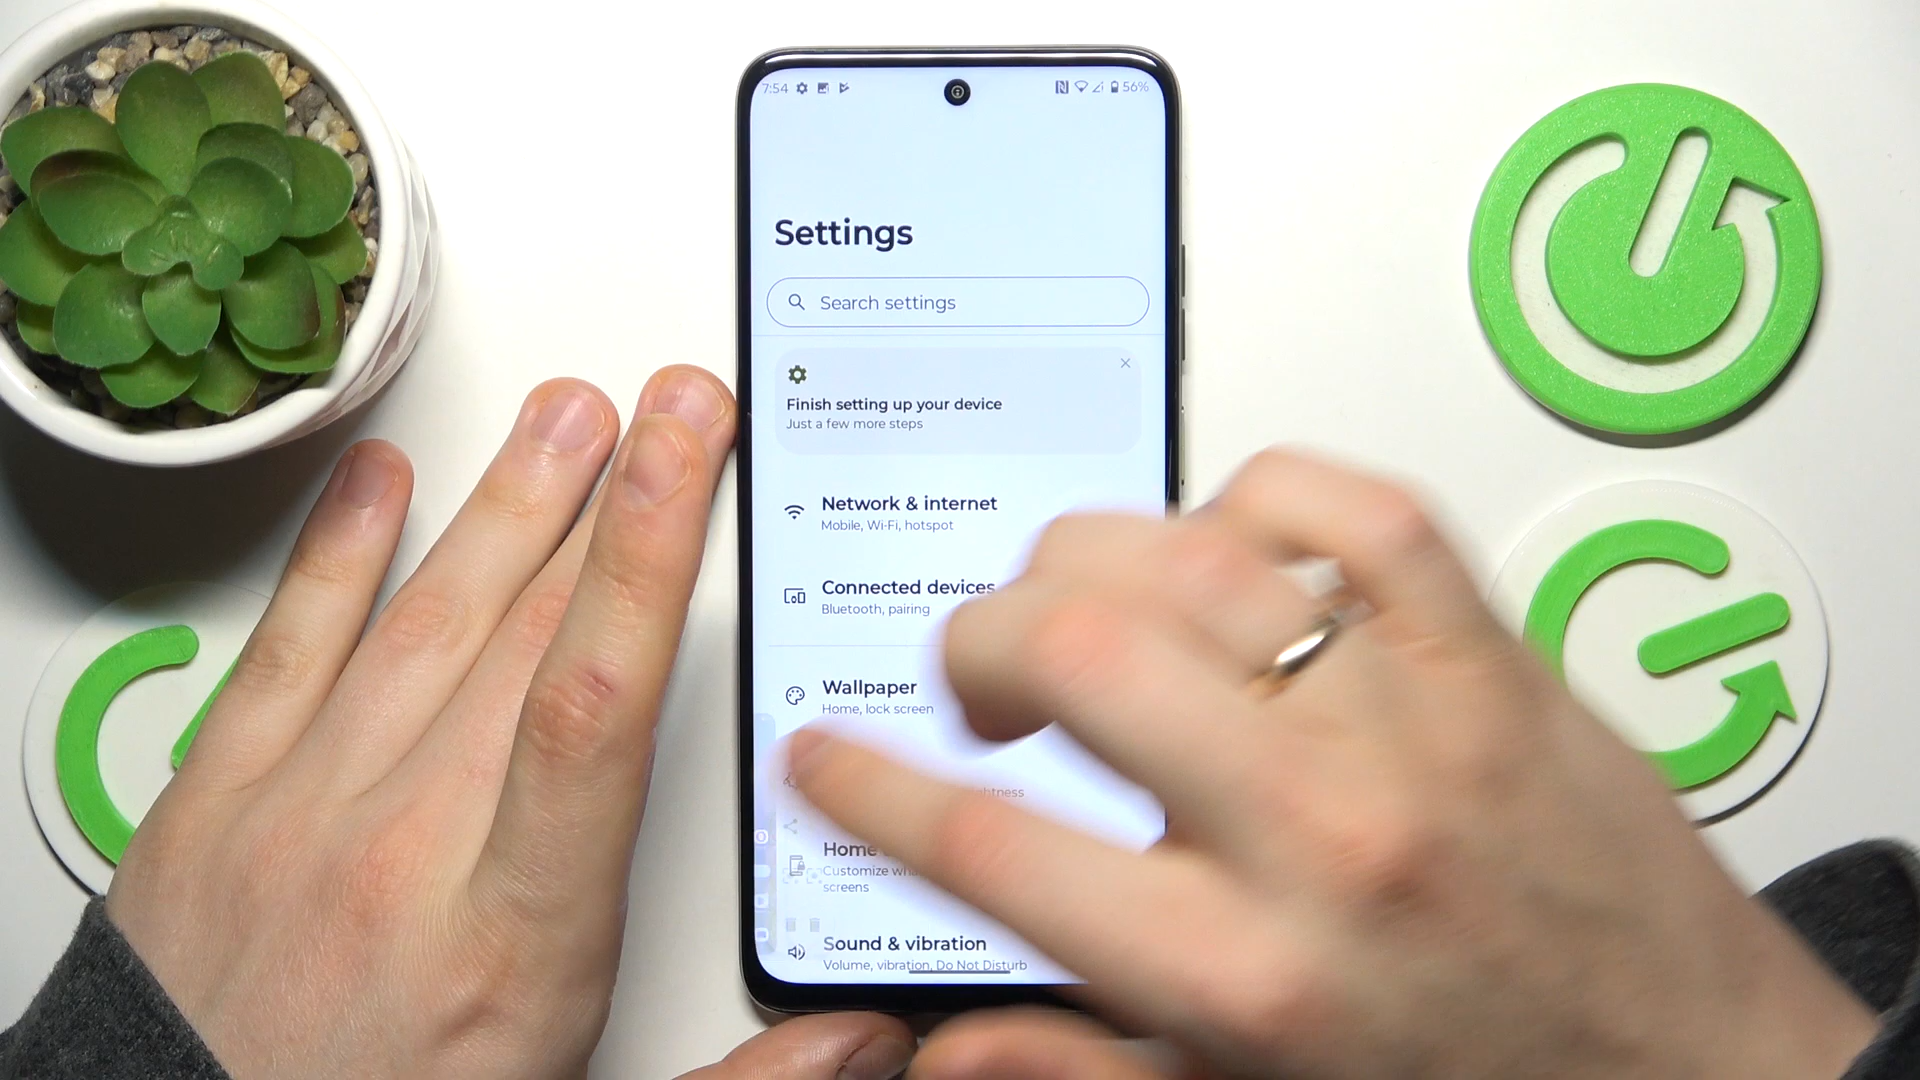 7:54 56%
Settings
Search settings
Finish setting up your device
Just a few more steps
Network & internet
Mobile, Wi-Fi, hotspot
Connected devices
Bluetooth, pairing
Wallpaper
Home, lock screen
Home
Customize
screens
Sound & vibration
Volume, vibration, Do Not Disturb